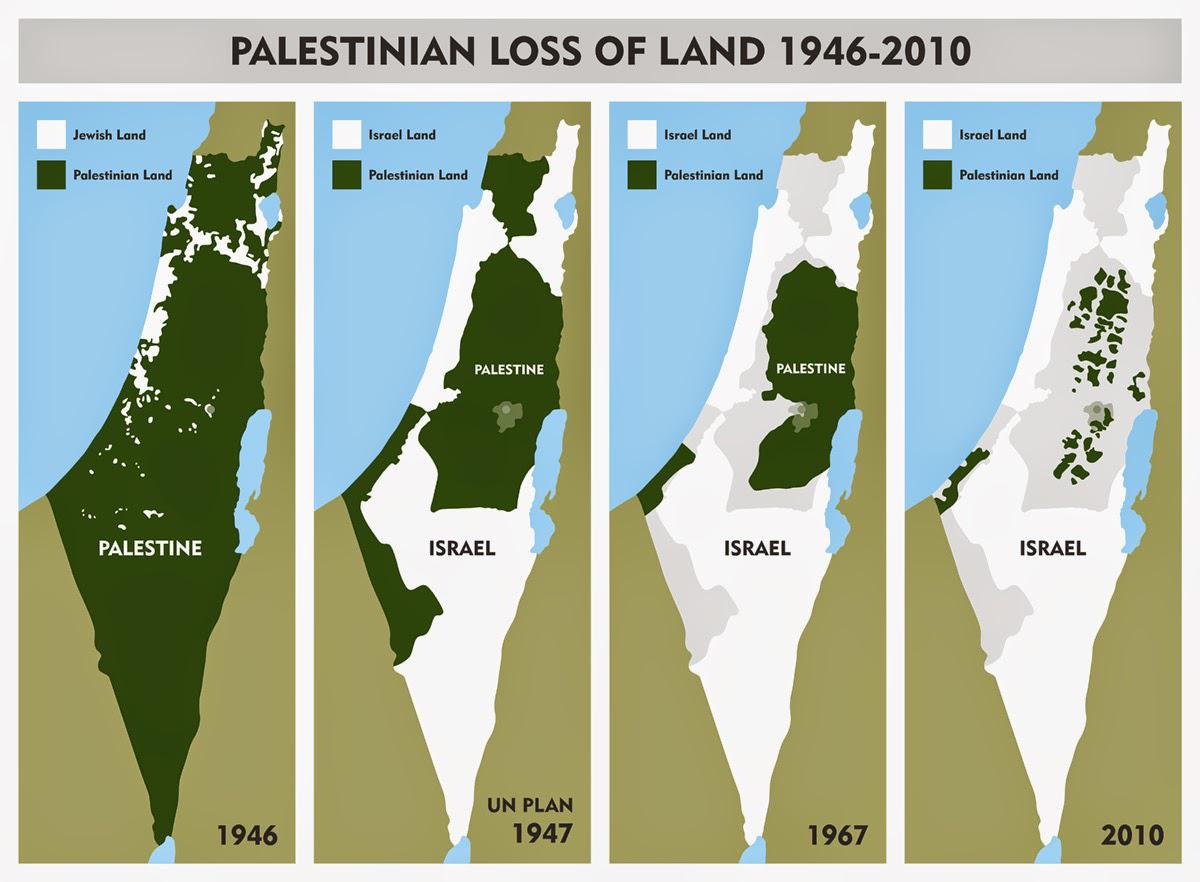 PALESTINIAN LOSS OF LAND 1946-2010
Jewish Land
Palestinian Land
PALESTINE
1946
Israel Land
Palestinian Land
PALESTINE
ISRAEL
UN PLAN
1947
Israel Land
Palestinian Land
PALESTINE
ISRAEL
1967
Israel Land
Palestinian Land
ISRAEL
2010